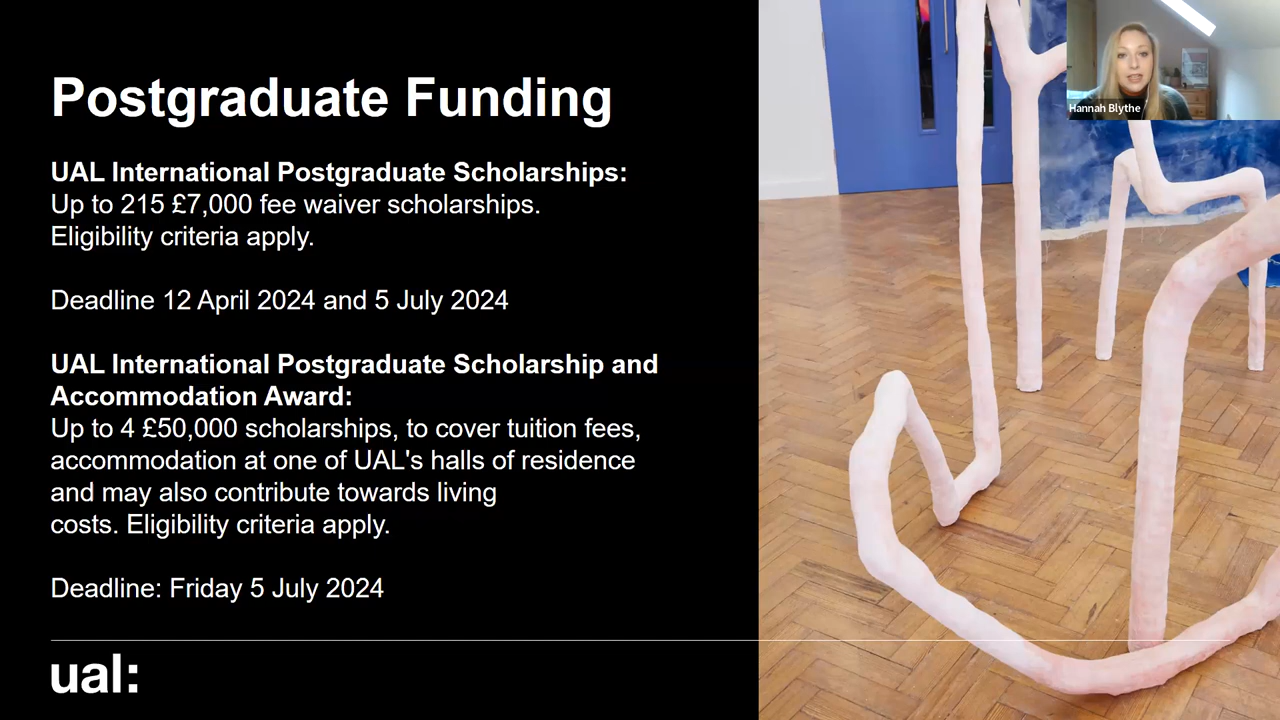 Postgraduate Funding
UAL International Postgraduate Scholarships:
Up to 215 £7,000 fee waiver scholarships.
Eligibility criteria apply.
Deadline 12 April 2024 and 5 July 2024
UAL International Postgraduate Scholarship and
Accommodation Award:
Up to 4 £50,000 scholarships, to cover tuition fees,
accommodation at one of UAL's halls of residence
and may also contribute towards living
costs. Eligibility criteria apply.
Deadline: Friday 5 July 2024
ual:
Hannah Blythe